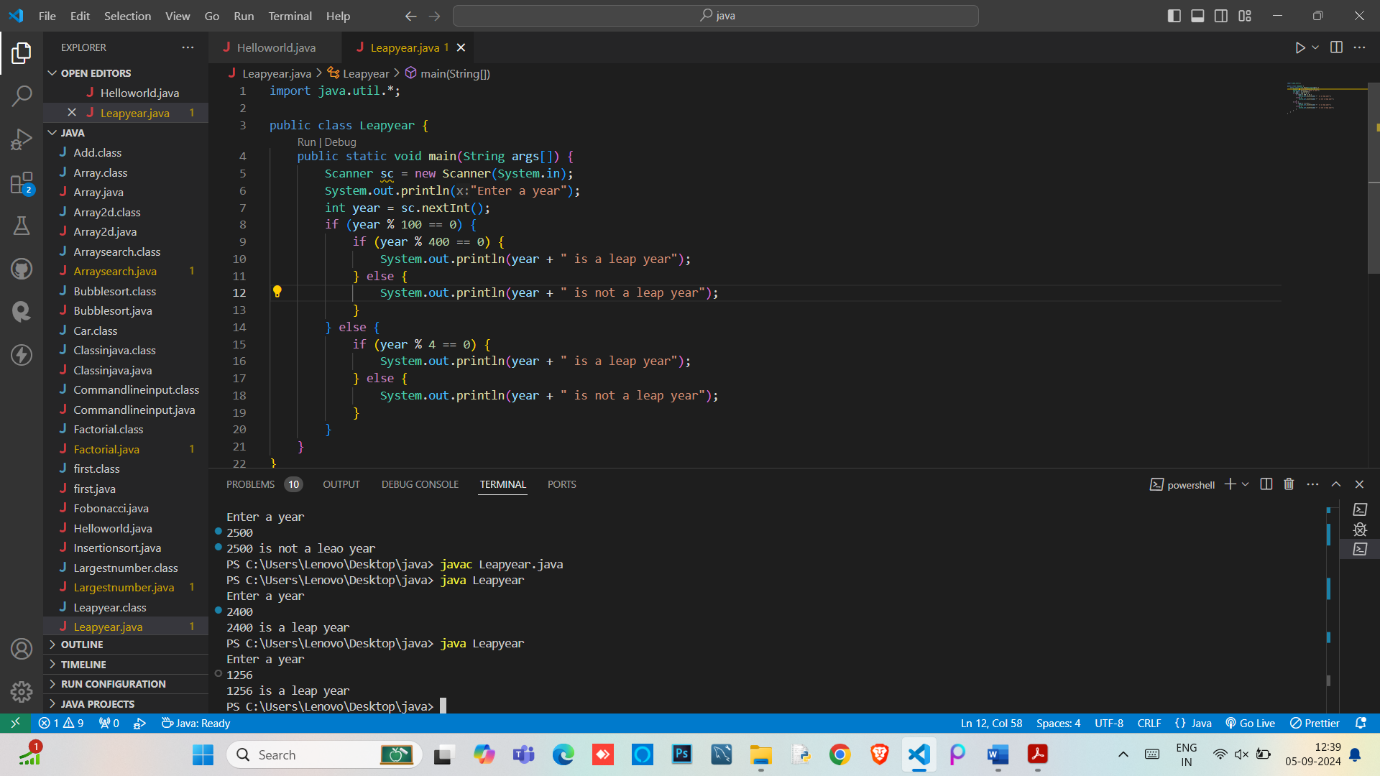 File Edit Selection View Go Run Terminal Help
java
EXPLORER
OPEN EDITORS
Helloworld.java
Leapyear.java 1
JAVA
Add.class
Array.class
Array.java
Array2d.class
Array2d.java
Arraysearch.class
Arraysearch.java 1
Bubblesort.class
Bubblesort.java
Car.class
Classinjava.class
Classinjava.java
Commandlineinput.class
Commandlineinput.java
Factorial.class
Factorial.java 1
first.class
first.java
Fobonacci.java
Helloworld.java
Insertionsort.java
Largestnumber.class
Largestnumber.java 1
Leapyear.class
Leapyear.java 1
OUTLINE
TIMELINE
RUN CONFIGURATION
JAVA PROJECTS
2
Helloworld.java Leapyear.java 1
Leapyear.java > Leapyear > main(String[])
1 import java.util.*;
2
3 public class Leapyear {
Run | Debug
4 public static void main(String args[]) {
5 Scanner sc = new Scanner(System.in);
6 System.out.println(x:"Enter a year");
7 int year = sc.nextInt();
8 if (year % 100 == 0) {
9 if (year % 400 == 0) {
10 System.out.println(year + " is a leap year");
11 } else {
12 System.out.println(year + " is not a leap year");
13 }
14 } else {
15 if (year % 4 == 0) {
16 System.out.println(year + " is a leap year");
17 } else {
18 System.out.println(year + " is not a leap year");
19 }
20 }
21 }
22 }
PROBLEMS 10 OUTPUT DEBUG CONSOLE TERMINAL PORTS
powershell
Enter a year
2500
2500 is not a leao year
PS C:\Users\Lenovo\Desktop\java> javac Leapyear.java
PS C:\Users\Lenovo\Desktop\java> java Leapyear
Enter a year
2400
2400 is a leap year
PS C:\Users\Lenovo\Desktop\java> java Leapyear
Enter a year
1256
1256 is a leap year
PS C:\Users\Lenovo\Desktop\java>
1 9 0 Java: Ready
Ln 12, Col 58 Spaces: 4 UTF-8 CRLF {} Java Go Live Prettier
1
Search
Ps
W
ENG
IN
12:39
05-09-2024